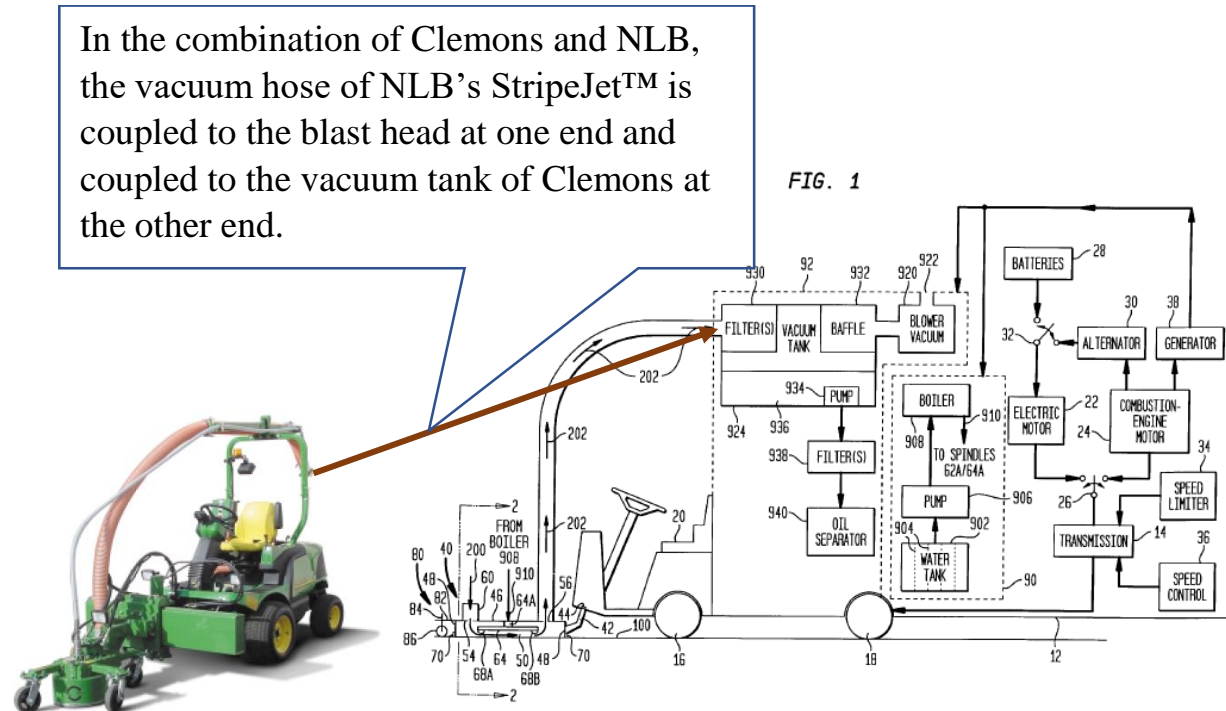 In the combination of Clemons and NLB,
the vacuum hose of NLB’s StripeJet™ is
coupled to the blast head at one end and
coupled to the vacuum tank of Clemons at
the other end.
FIG. 1
930
92
932
920
922
BATTERIES
28
30
38
FILTER(S)
VACUUM
TANK
BAFFLE
BLOWER
VACUUM
32
ALTERNATOR
GENERATOR
202
934
PUMP
936
924
BOILER
910
908
TO SPINDLES
62A/64A
22
ELECTRIC
MOTOR
COMBUSTION-
ENGINE
MOTOR
24
202
938
FILTER(S)
34
SPEED
LIMITER
26
PUMP
906
2
FROM
BOILER
908
202
20
940
OIL
SEPARATOR
904
902
WATER
TANK
TRANSMISSION
14
36
SPEED
CONTROL
90
80
40
200
60
910
48
82
46
64A
56
84
44
86
42
100
70
54
68A
64
50
68B
48
70
16
18
12
2